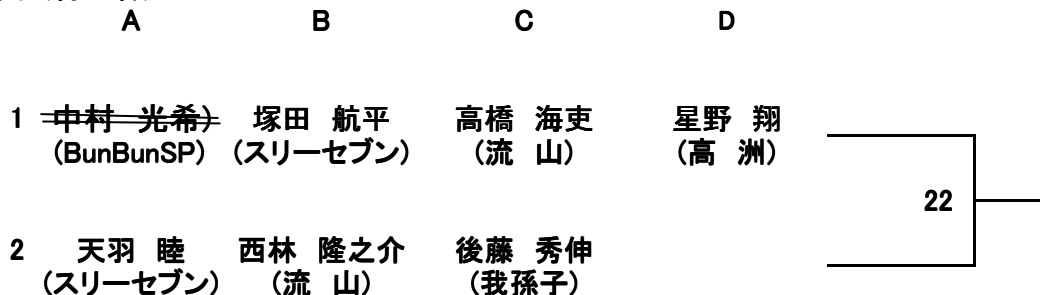 A B C D
1 中村 光希) 塚田 航平 高橋 海吏 星野 翔
(BunBunSP) (スリーセブン) (流 山) (高 洲)
22
2 天羽 睦 西林 隆之介 後藤 秀伸
(スリーセブン) (流 山) (我孫子)